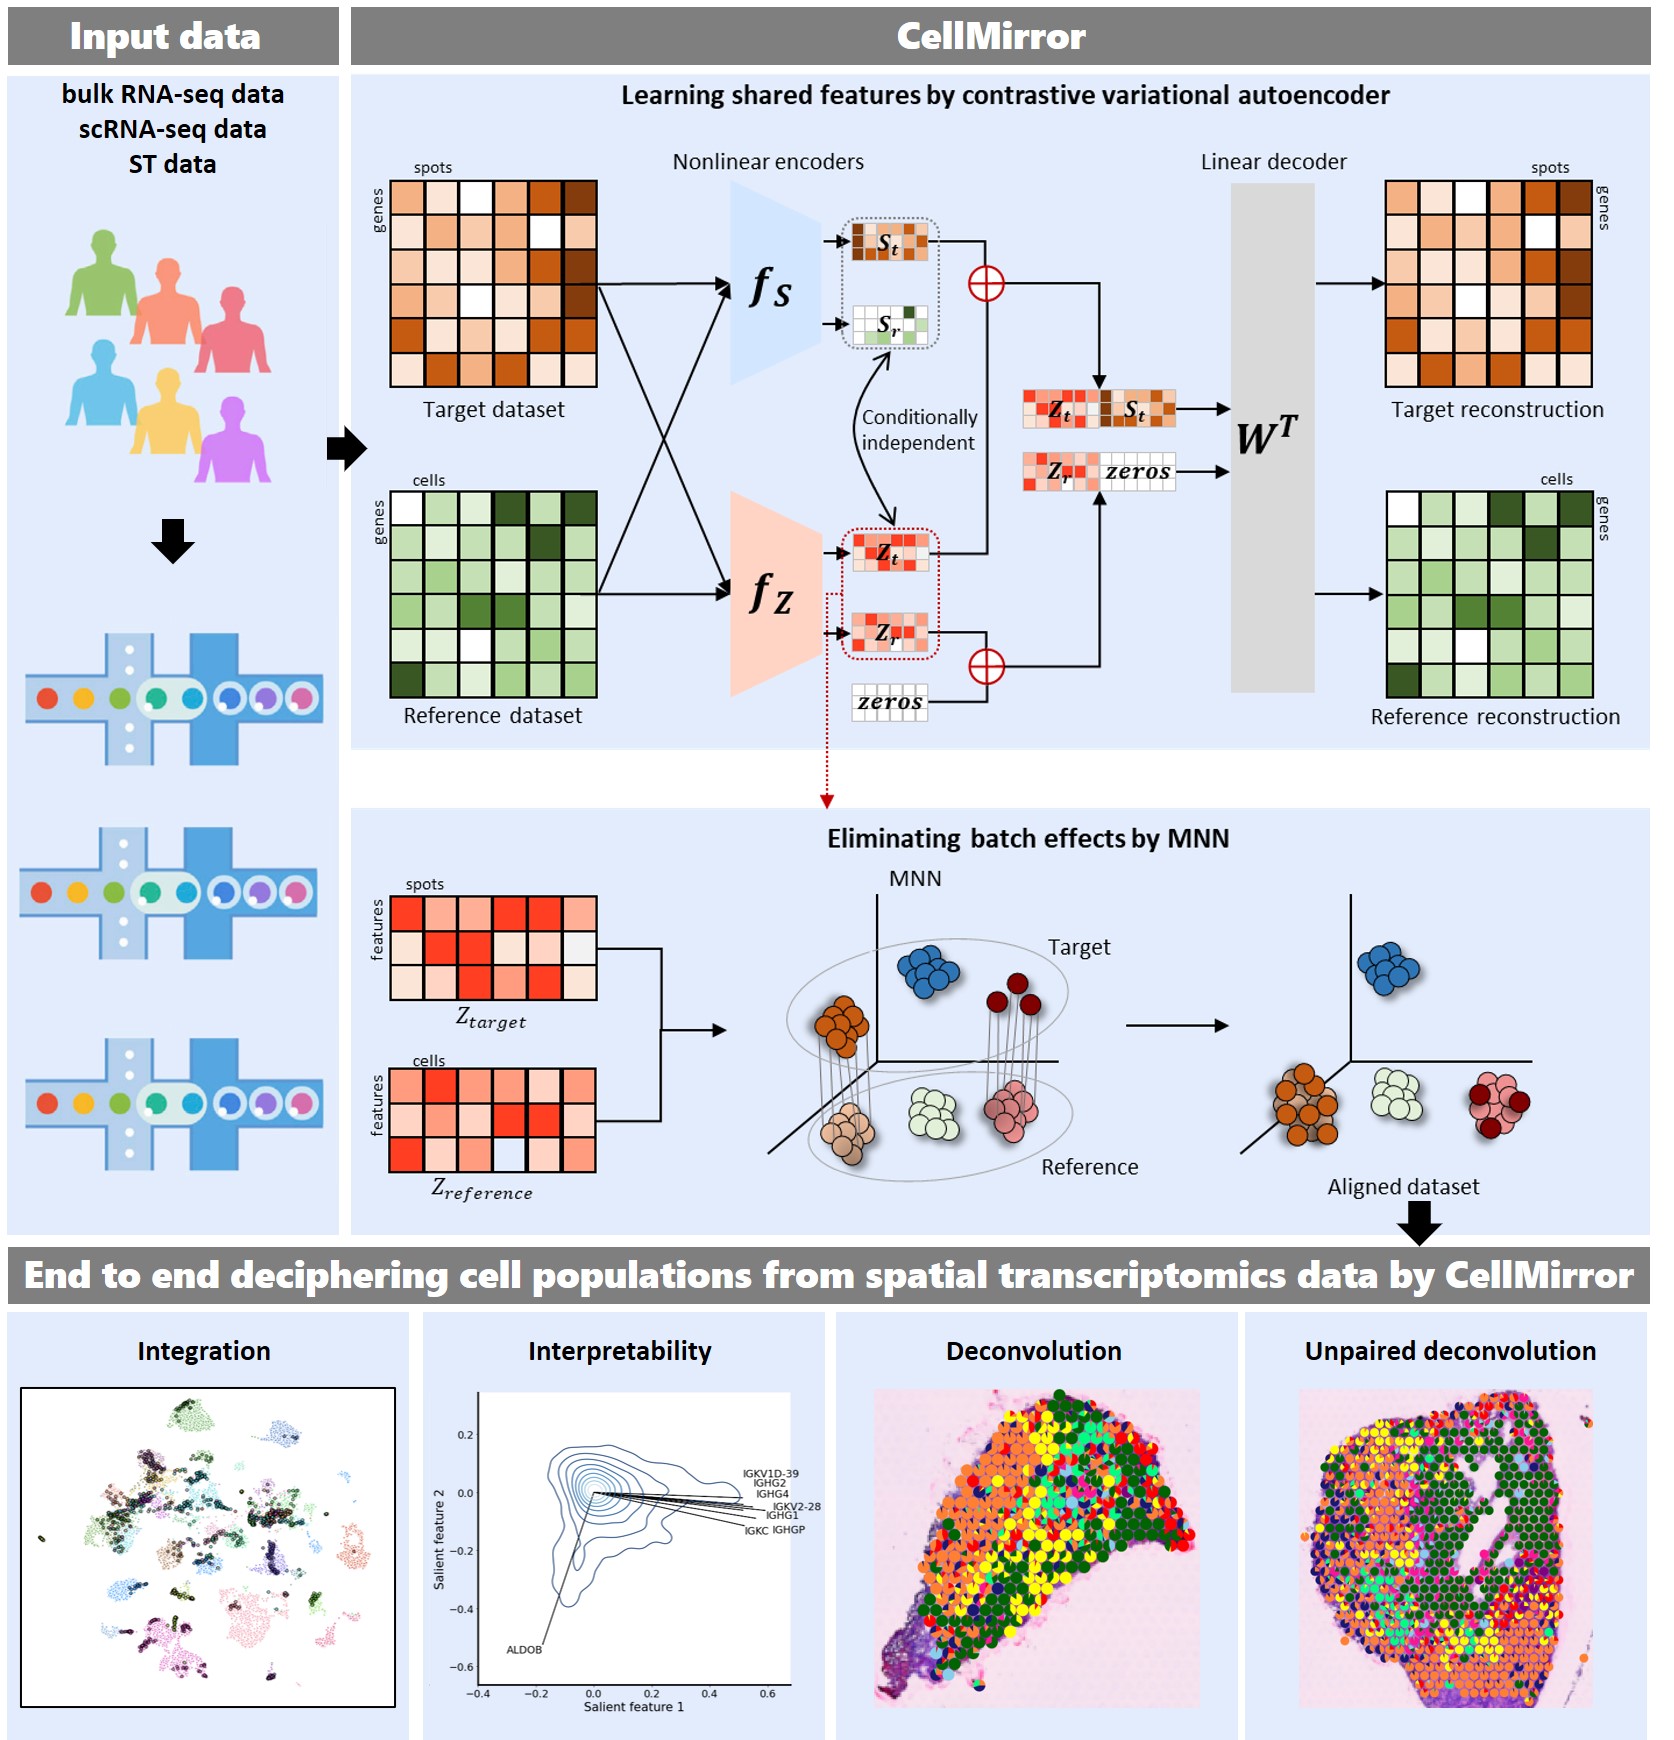 Input data
CellMirror
bulk RNA-seq data
scRNA-seq data
ST data
Learning shared features by contrastive variational autoencoder
spots
genes
Target dataset
cells
genes
Reference dataset
Nonlinear encoders
f_S
f_Z
S_t
S_r
Conditionally
independent
Z_t
Z_r
zeros
Z_t S_t
Z_r zeros
Linear decoder
W^T
spots
genes
Target reconstruction
cells
genes
Reference reconstruction
Eliminating batch effects by MNN
spots
features
Z_target
cells
features
Z_reference
MNN
Target
Reference
Aligned dataset
End to end deciphering cell populations from spatial transcriptomics data by CellMirror
Integration
Interpretability
Salient feature 2
0.2
0.0
−0.2
−0.4
−0.6
IGKV1D-39
IGHG2
IGHG4
IGKV2-28
IGHG1
IGKC IGHGP
ALDOB
−0.4 −0.2 0.0 0.2 0.4 0.6
Salient feature 1
Deconvolution
Unpaired deconvolution